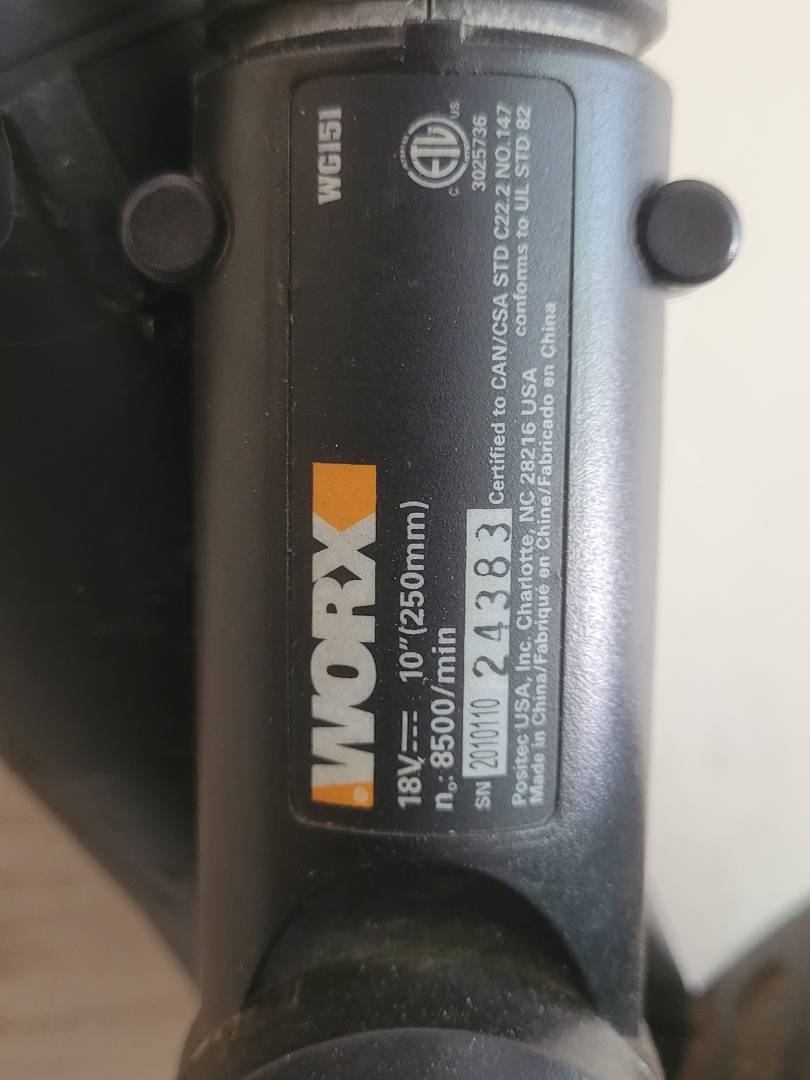 WORX®
WG151
18V 10"(250mm)
nₒ: 8500/min
SN 2010110 24383
C ETL US
3025736
Certified to CAN/CSA STD C22.2 NO.147
conforms to UL STD 82
Positec USA, Inc. Charlotte, NC 28216 USA
Made in China/Fabriqué en Chine/Fabricado en China